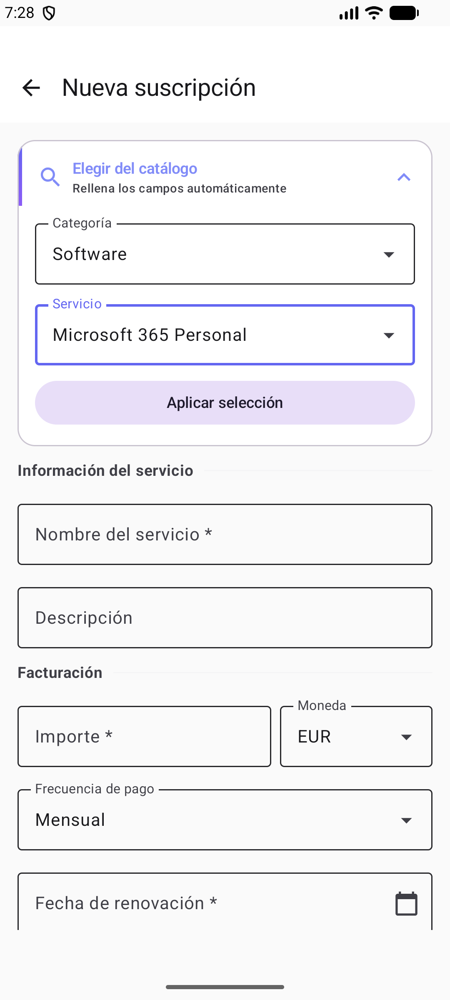 7:28
Nueva suscripción
Elegir del catálogo
Rellena los campos automáticamente
Categoría
Software
Servicio
Microsoft 365 Personal
Aplicar selección
Información del servicio
Nombre del servicio *
Descripción
Facturación
Importe *
Moneda
EUR
Frecuencia de pago
Mensual
Fecha de renovación *